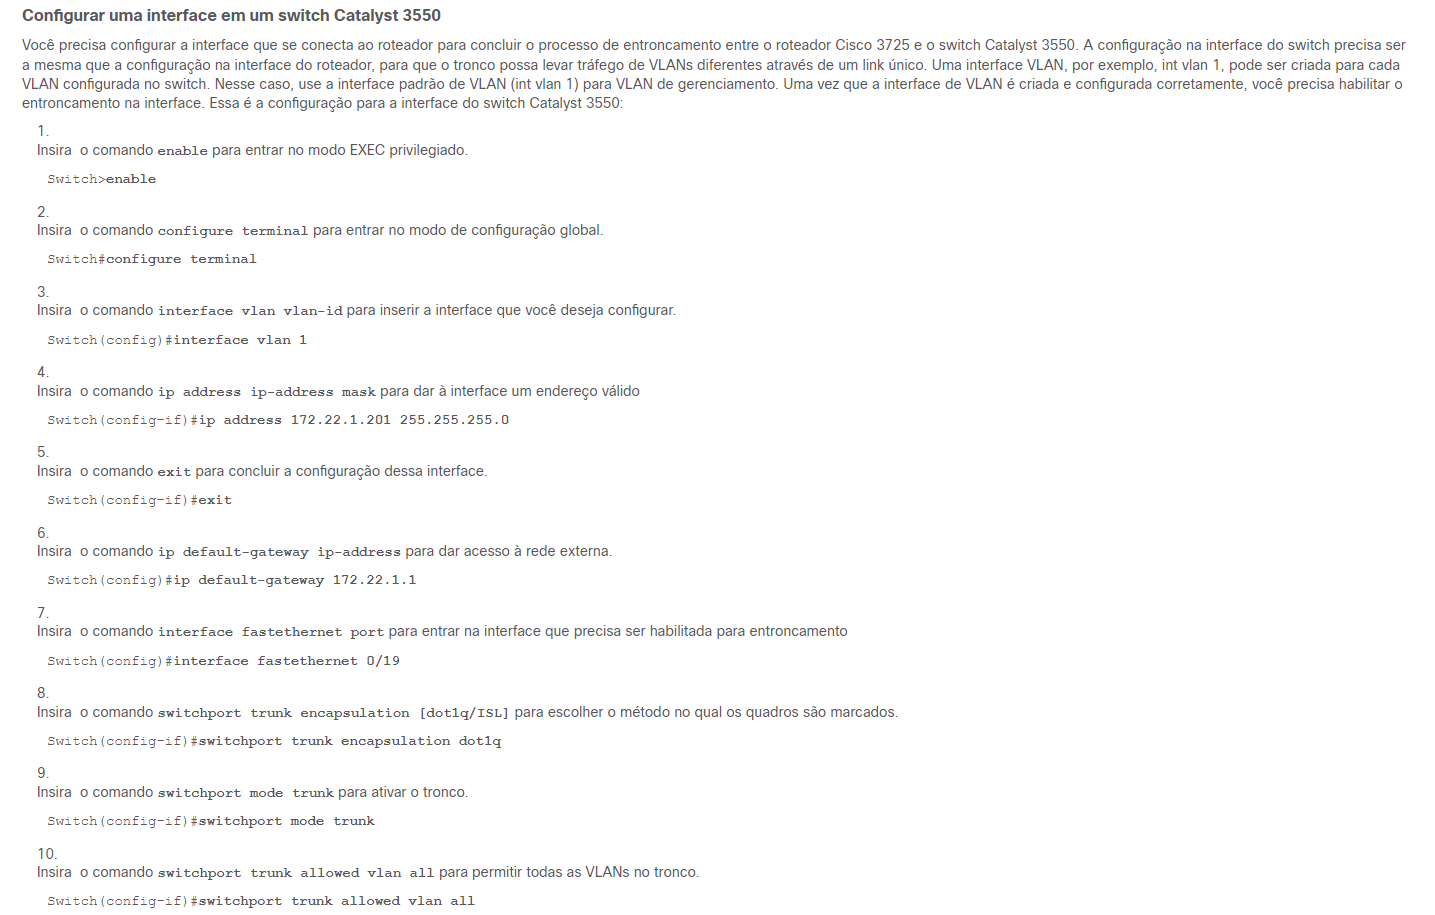 Configurar uma interface em um switch Catalyst 3550
Você precisa configurar a interface que se conecta ao roteador para concluir o processo de entroncamento entre o roteador Cisco 3725 e o switch Catalyst 3550. A configuração na interface do switch precisa ser
a mesma que a configuração na interface do roteador, para que o tronco possa levar tráfego de VLANs diferentes através de um link único. Uma interface VLAN, por exemplo, int vlan 1, pode ser criada para cada
VLAN configurada no switch. Nesse caso, use a interface padrão de VLAN (int vlan 1) para VLAN de gerenciamento. Uma vez que a interface de VLAN é criada e configurada corretamente, você precisa habilitar o
entroncamento na interface. Essa é a configuração para a interface do switch Catalyst 3550:
1.
Insira o comando enable para entrar no modo EXEC privilegiado.
Switch>enable
2.
Insira o comando configure terminal para entrar no modo de configuração global.
Switch#configure terminal
3.
Insira o comando interface vlan vlan-id para inserir a interface que você deseja configurar.
Switch(config)#interface vlan 1
4.
Insira o comando ip address ip-address mask para dar à interface um endereço válido
Switch(config-if)#ip address 172.22.1.201 255.255.255.0
5.
Insira o comando exit para concluir a configuração dessa interface.
Switch(config-if)#exit
6.
Insira o comando ip default-gateway ip-address para dar acesso à rede externa.
Switch(config)#ip default-gateway 172.22.1.1
7.
Insira o comando interface fastethernet port para entrar na interface que precisa ser habilitada para entroncamento
Switch(config)#interface fastethernet 0/19
8.
Insira o comando switchport trunk encapsulation [dot1q/ISL] para escolher o método no qual os quadros são marcados.
Switch(config-if)#switchport trunk encapsulation dot1q
9.
Insira o comando switchport mode trunk para ativar o tronco.
Switch(config-if)#switchport mode trunk
10.
Insira o comando switchport trunk allowed vlan all para permitir todas as VLANs no tronco.
Switch(config-if)#switchport trunk allowed vlan all